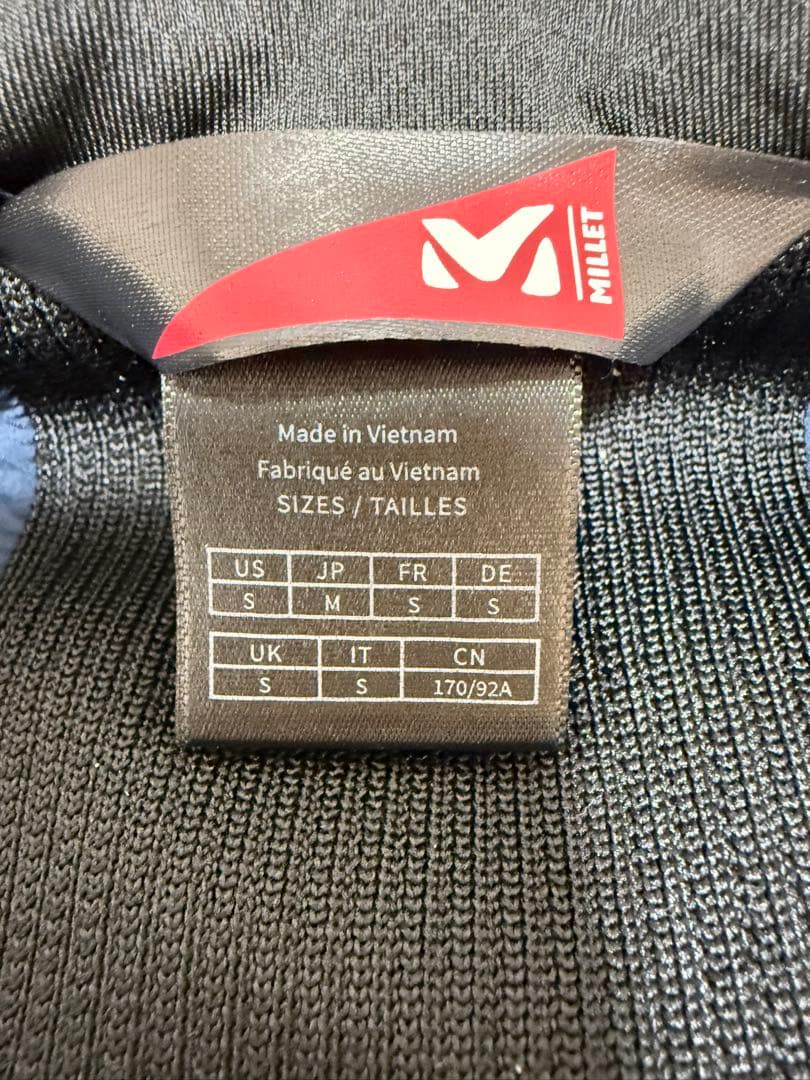 MILLET
Made in Vietnam
Fabriqué au Vietnam
SIZES / TAILLES
US JP FR DE
S M S S
UK IT CN
S S 170/92A